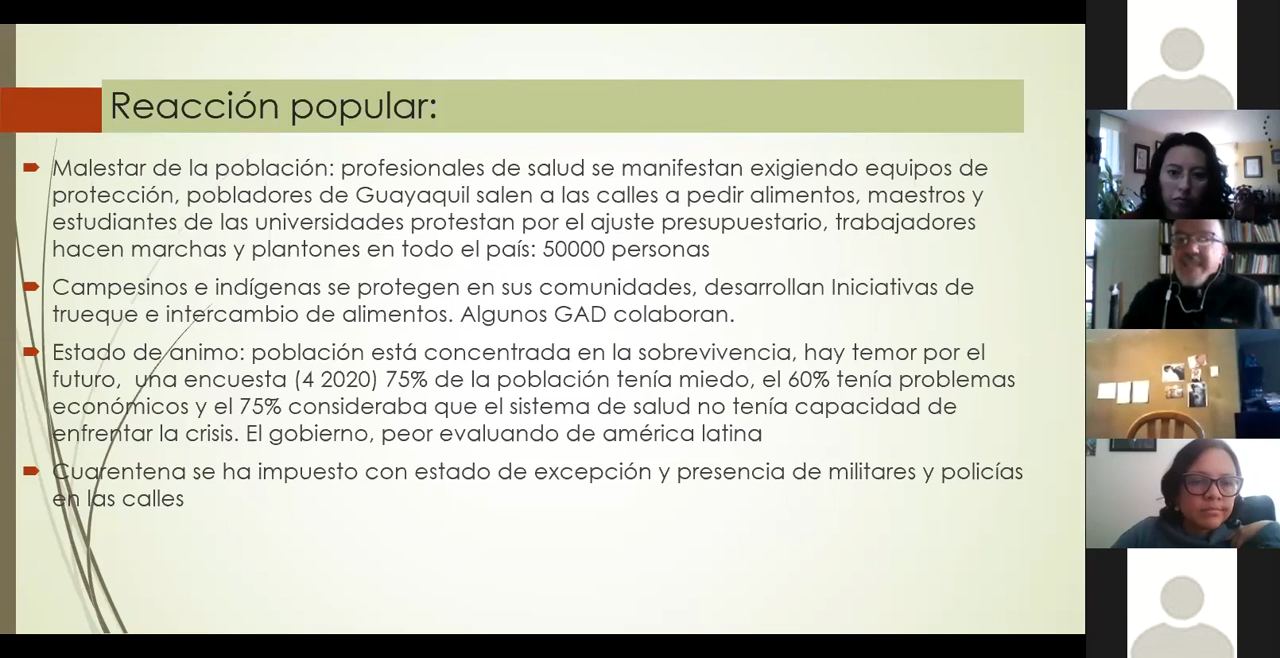 Reacción popular:
Malestar de la población: profesionales de salud se manifestan exigiendo equipos de
protección, pobladores de Guayaquil salen a las calles a pedir alimentos, maestros y
estudiantes de las universidades protestan por el ajuste presupuestario, trabajadores
hacen marchas y plantones en todo el país: 50000 personas
Campesinos e indígenas se protegen en sus comunidades, desarrollan Iniciativas de
trueque e intercambio de alimentos. Algunos GAD colaboran.
Estado de animo: población está concentrada en la sobrevivencia, hay temor por el
futuro, una encuesta (4 2020) 75% de la población tenía miedo, el 60% tenía problemas
económicos y el 75% consideraba que el sistema de salud no tenía capacidad de
enfrentar la crisis. El gobierno, peor evaluando de américa latina
Cuarentena se ha impuesto con estado de excepción y presencia de militares y policías
en las calles